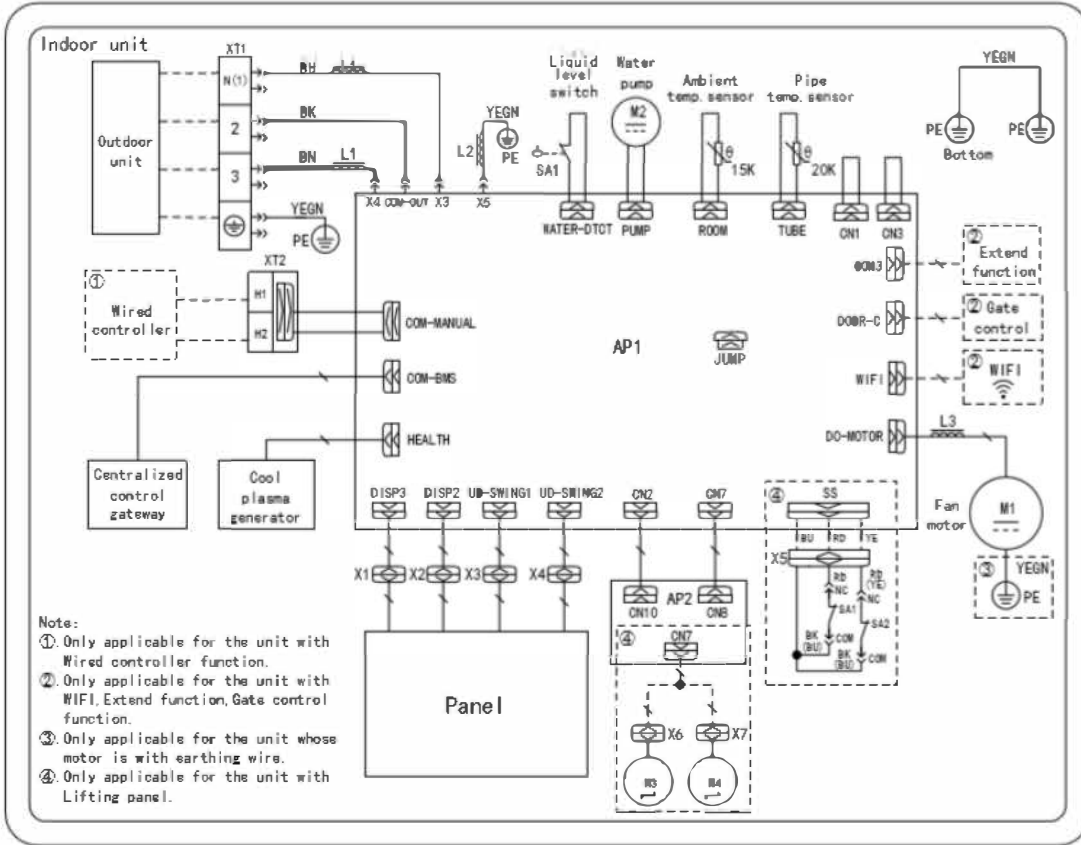 Indoor unit
XT1
N(1)
2
3
Outdoor
unit
BU
L1
BK
BN
L1
YEGN
PE
X4
COM-OUT
X3
X5
L2
YEGN
PE
Liquid
level
switch
SA1
Water
pump
M2
Ambient
temp. sensor
θ
15K
Pipe
temp. sensor
θ
20K
YEGN
PE
PE
Bottom
WATER-DTCT
PUMP
ROOM
TUBE
CN1
CN3
①
Wired
controller
XT2
H1
H2
COM-MANUAL
COM-BMS
HEALTH
AP1
JUMP
COM3
DOOR-C
WIFI
DO-MOTOR
②
Extend
function
② Gate
control
② WIFI
L3
Centralized
control
gateway
Cool
plasma
generator
DISP3
DISP2
UD-SWING1
UD-SWING2
CN2
CN7
④
SS
BU
RD
YE
X5
RD
NC
SA1
BK
(BU)
COM
RD
(YE)
NC
SA2
BK
(BU)
COM
Fan
motor
M1
③ YEGN
PE
X1
X2
X3
X4
CN10
AP2
CN8
④
CN7
X6
X7
M3
M4
Panel
Note:
①. Only applicable for the unit with
Wired controller function.
②. Only applicable for the unit with
WIFI, Extend function, Gate control
function.
③. Only applicable for the unit whose
motor is with earthing wire.
④. Only applicable for the unit with
Lifting panel.